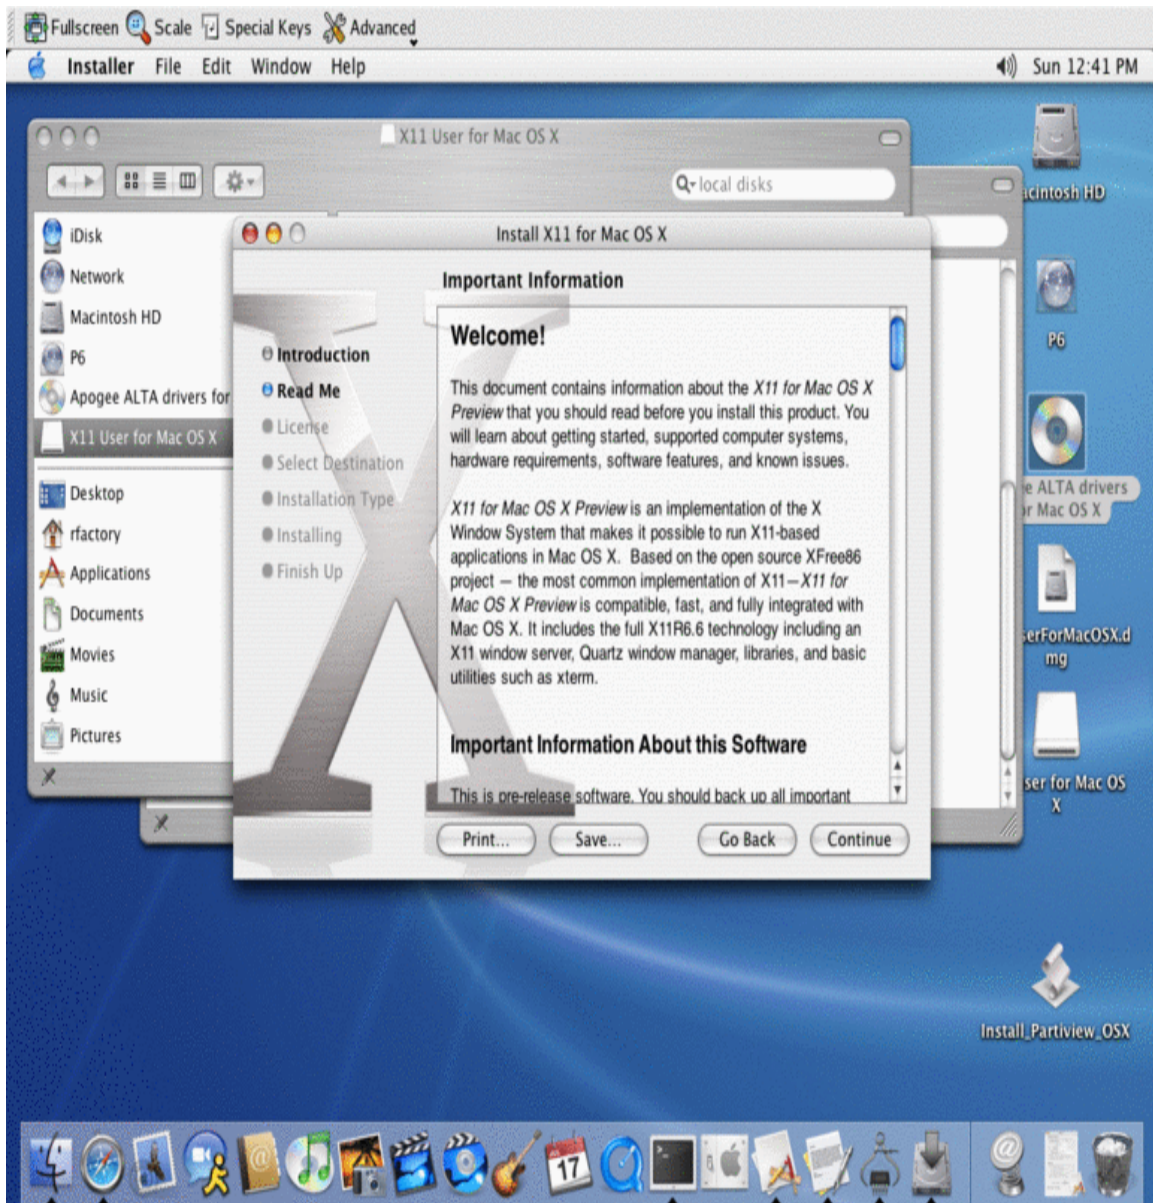 Fullscreen Scale Special Keys Advanced
Installer File Edit Window Help Sun 12:41 PM
X11 User for Mac OS X
local disks
iDisk
Network
Macintosh HD
P6
Apogee ALTA drivers for
X11 User for Mac OS X
Desktop
rfactory
Applications
Documents
Movies
Music
Pictures
Install X11 for Mac OS X
Introduction
Read Me
License
Select Destination
Installation Type
Installing
Finish Up
Important Information
Welcome!
This document contains information about the X11 for Mac OS X
Preview that you should read before you install this product. You
will learn about getting started, supported computer systems,
hardware requirements, software features, and known issues.
X11 for Mac OS X Preview is an implementation of the X
Window System that makes it possible to run X11-based
applications in Mac OS X. Based on the open source XFree86
project — the most common implementation of X11—X11 for
Mac OS X Preview is compatible, fast, and fully integrated with
Mac OS X. It includes the full X11R6.6 technology including an
X11 window server, Quartz window manager, libraries, and basic
utilities such as xterm.
Important Information About this Software
This is pre-release software. You should back up all important
Print... Save... Go Back Continue
acintosh HD
P6
e ALTA drivers
or Mac OS X
serForMacOSX.d
mg
ser for Mac OS
X
Install_Partiview_OSX
17